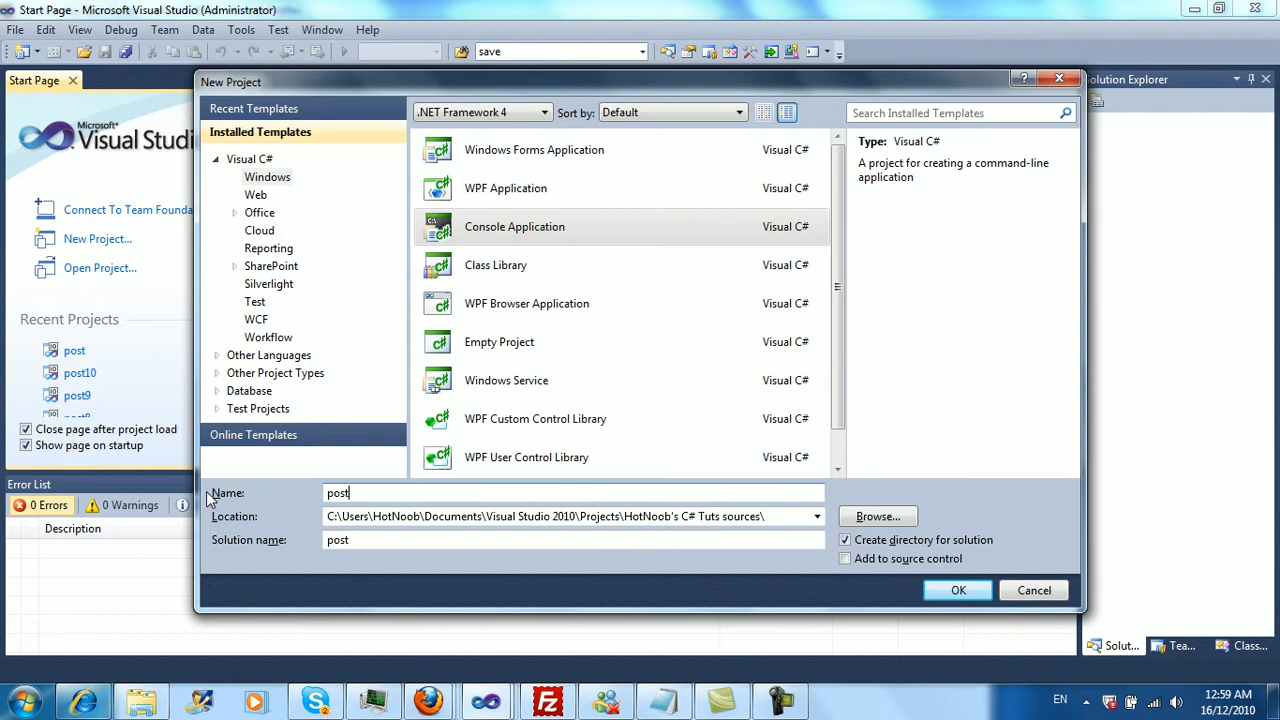 Start Page - Microsoft Visual Studio (Administrator)
File Edit View Debug Team Data Tools Test Window Help
save
Start Page
Microsoft®
Visual Studio
Connect To Team Founda
New Project...
Open Project...
Recent Projects
post
post10
post9
Close page after project load
Show page on startup
Error List
0 Errors
0 Warnings
Description
New Project
Recent Templates
Installed Templates
Visual C#
Windows
Web
Office
Cloud
Reporting
SharePoint
Silverlight
Test
WCF
Workflow
Other Languages
Other Project Types
Database
Test Projects
Online Templates
.NET Framework 4
Sort by: Default
Windows Forms Application Visual C#
WPF Application Visual C#
Console Application Visual C#
Class Library Visual C#
WPF Browser Application Visual C#
Empty Project Visual C#
Windows Service Visual C#
WPF Custom Control Library Visual C#
WPF User Control Library Visual C#
Search Installed Templates
Type: Visual C#
A project for creating a command-line
application
Name: post
Location: C:\Users\HotNoob\Documents\Visual Studio 2010\Projects\HotNoob's C# Tuts sources\
Browse...
Solution name: post
Create directory for solution
Add to source control
OK
Cancel
olution Explorer
Solut...
Tea...
Class...
EN
12:59 AM
16/12/2010